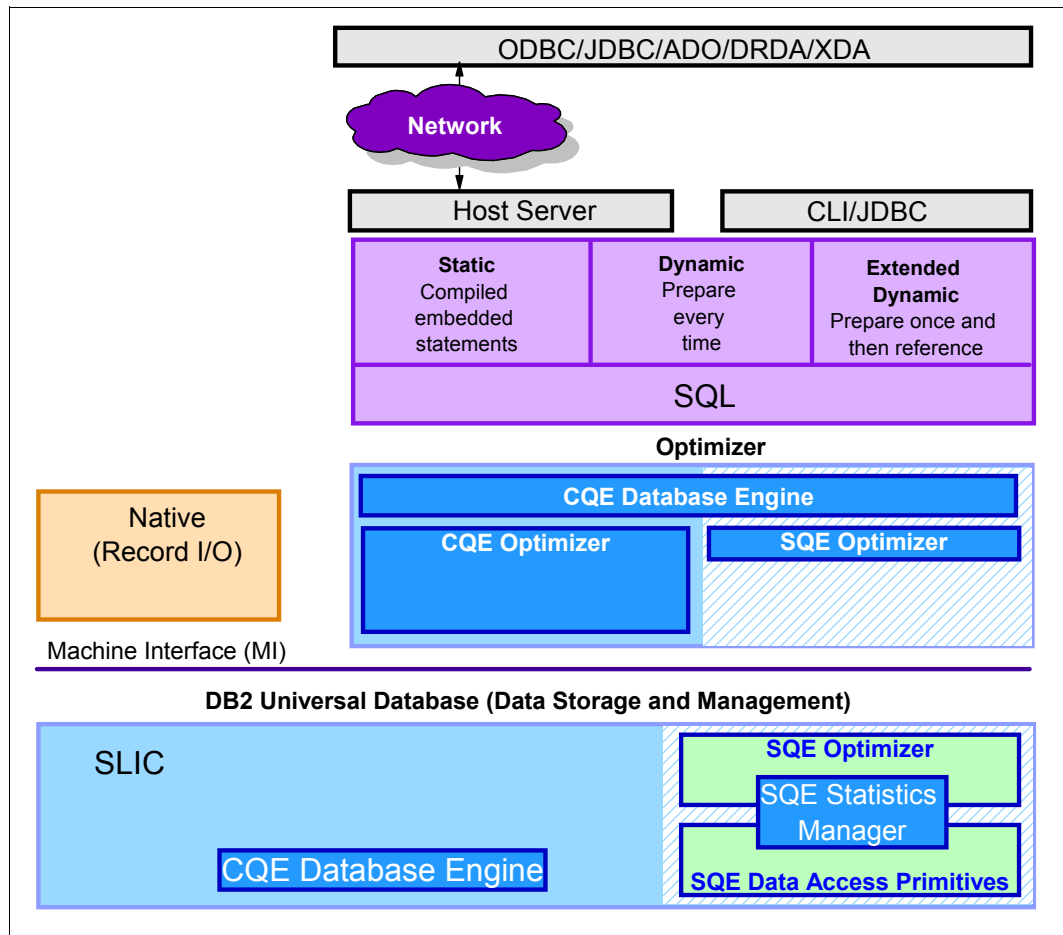 ODBC/JDBC/ADO/DRDA/XDA
Network
Host Server
CLI/JDBC
Static
Compiled
embedded
statements
Dynamic
Prepare
every
time
Extended
Dynamic
Prepare once and
then reference
SQL
Optimizer
CQE Database Engine
CQE Optimizer
SQE Optimizer
Native
(Record I/O)
Machine Interface (MI)
DB2 Universal Database (Data Storage and Management)
SLIC
CQE Database Engine
SQE Optimizer
SQE Statistics
Manager
SQE Data Access Primitives